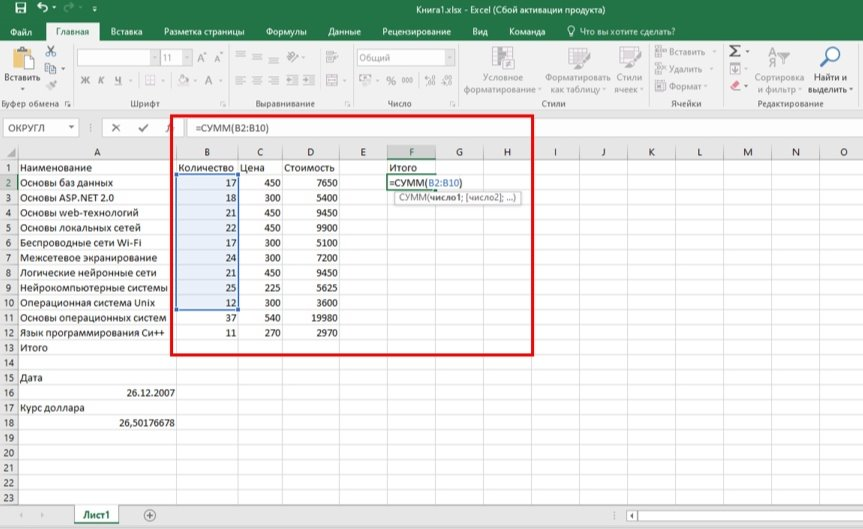 Книга1.xlsx - Excel (Сбой активации продукта)
Файл Главная Вставка Разметка страницы Формулы Данные Рецензирование Вид Команда Что вы хотите сделать?
Вставить
Ж К Ч
11
Общий
% 000
Условное форматирование
Форматировать как таблицу
Стили ячеек
Вставить
Удалить
Формат
Сортировка и фильтр
Найти и выделить
Буфер обмена Шрифт Выравнивание Число Стили Ячейки Редактирование
ОКРУГЛ =СУММ(B2:B10)
A B C D E F G H I J K L M N O
1 Наименование Количество Цена Стоимость Итого
2 Основы баз данных 17 450 7650 =СУММ(B2:B10)
3 Основы ASP.NET 2.0 18 300 5400 СУММ(число1; [число2]; ...)
4 Основы web-технологий 21 450 9450
5 Основы локальных сетей 22 450 9900
6 Беспроводные сети Wi-Fi 17 300 5100
7 Межсетевое экранирование 24 300 7200
8 Логические нейронные сети 21 450 9450
9 Нейрокомпьютерные системы 25 225 5625
10 Операционная система Unix 12 300 3600
11 Основы операционных систем 37 540 19980
12 Язык программирования Си++ 11 270 2970
13 Итого
14
15 Дата
16 26.12.2007
17 Курс доллара
18 26,50176678
19
20
21
22
23
Лист1